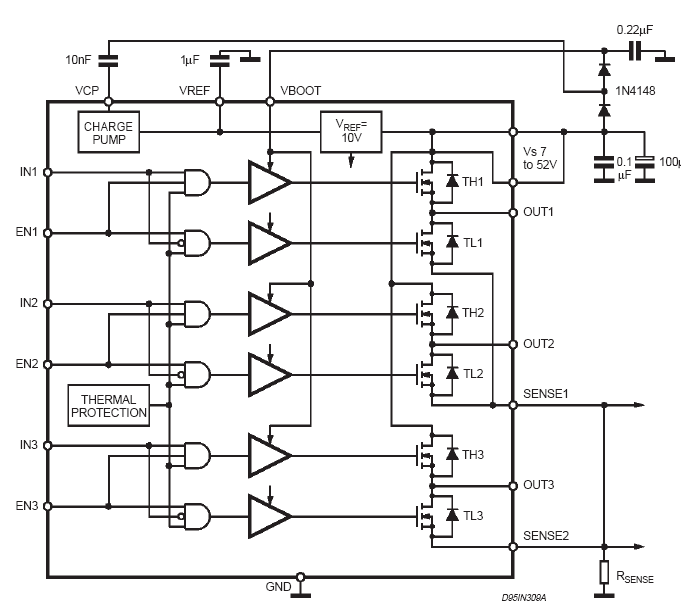 0.22µF
10nF
1µF
VCP
VREF
VBOOT
1N4148
CHARGE
PUMP
VREF=
10V
Vs 7
to 52V
0.1
µF
100µ
IN1
TH1
OUT1
EN1
TL1
IN2
TH2
OUT2
EN2
TL2
SENSE1
THERMAL
PROTECTION
IN3
TH3
OUT3
EN3
TL3
SENSE2
GND
RSENSE
D95IN309A